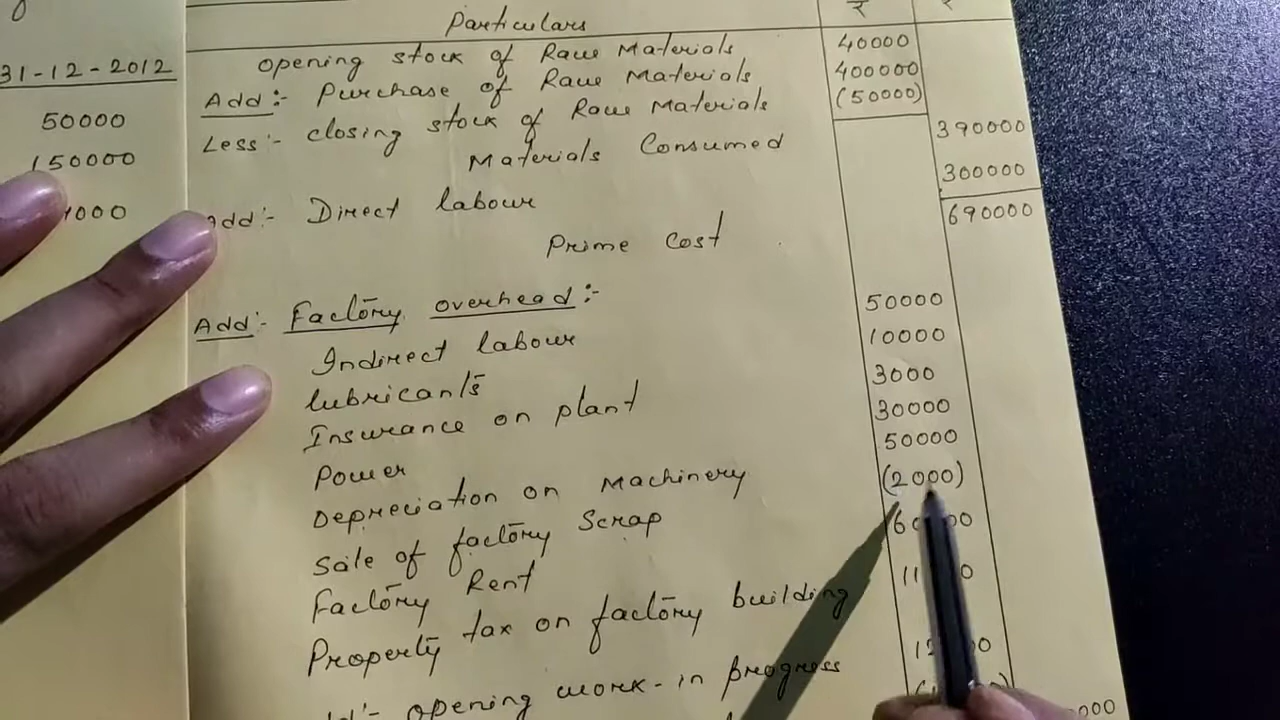 Particulars
₹ ₹
31-12-2012
50000
150000
opening stock of Raw Materials 40000
Add:- Purchase of Raw Materials 400000
Less:- closing stock of Raw Materials (50000)
Materials Consumed 390000
Add:- Direct labour 300000
Prime Cost 690000
Add:- Factory overhead:-
Indirect labour 50000
lubricants 10000
Insurance on plant 3000
Power 30000
Depreciation on Machinery 50000
Sale of factory Scrap (2000)
Factory Rent
Property tax on factory building
opening work-in progress